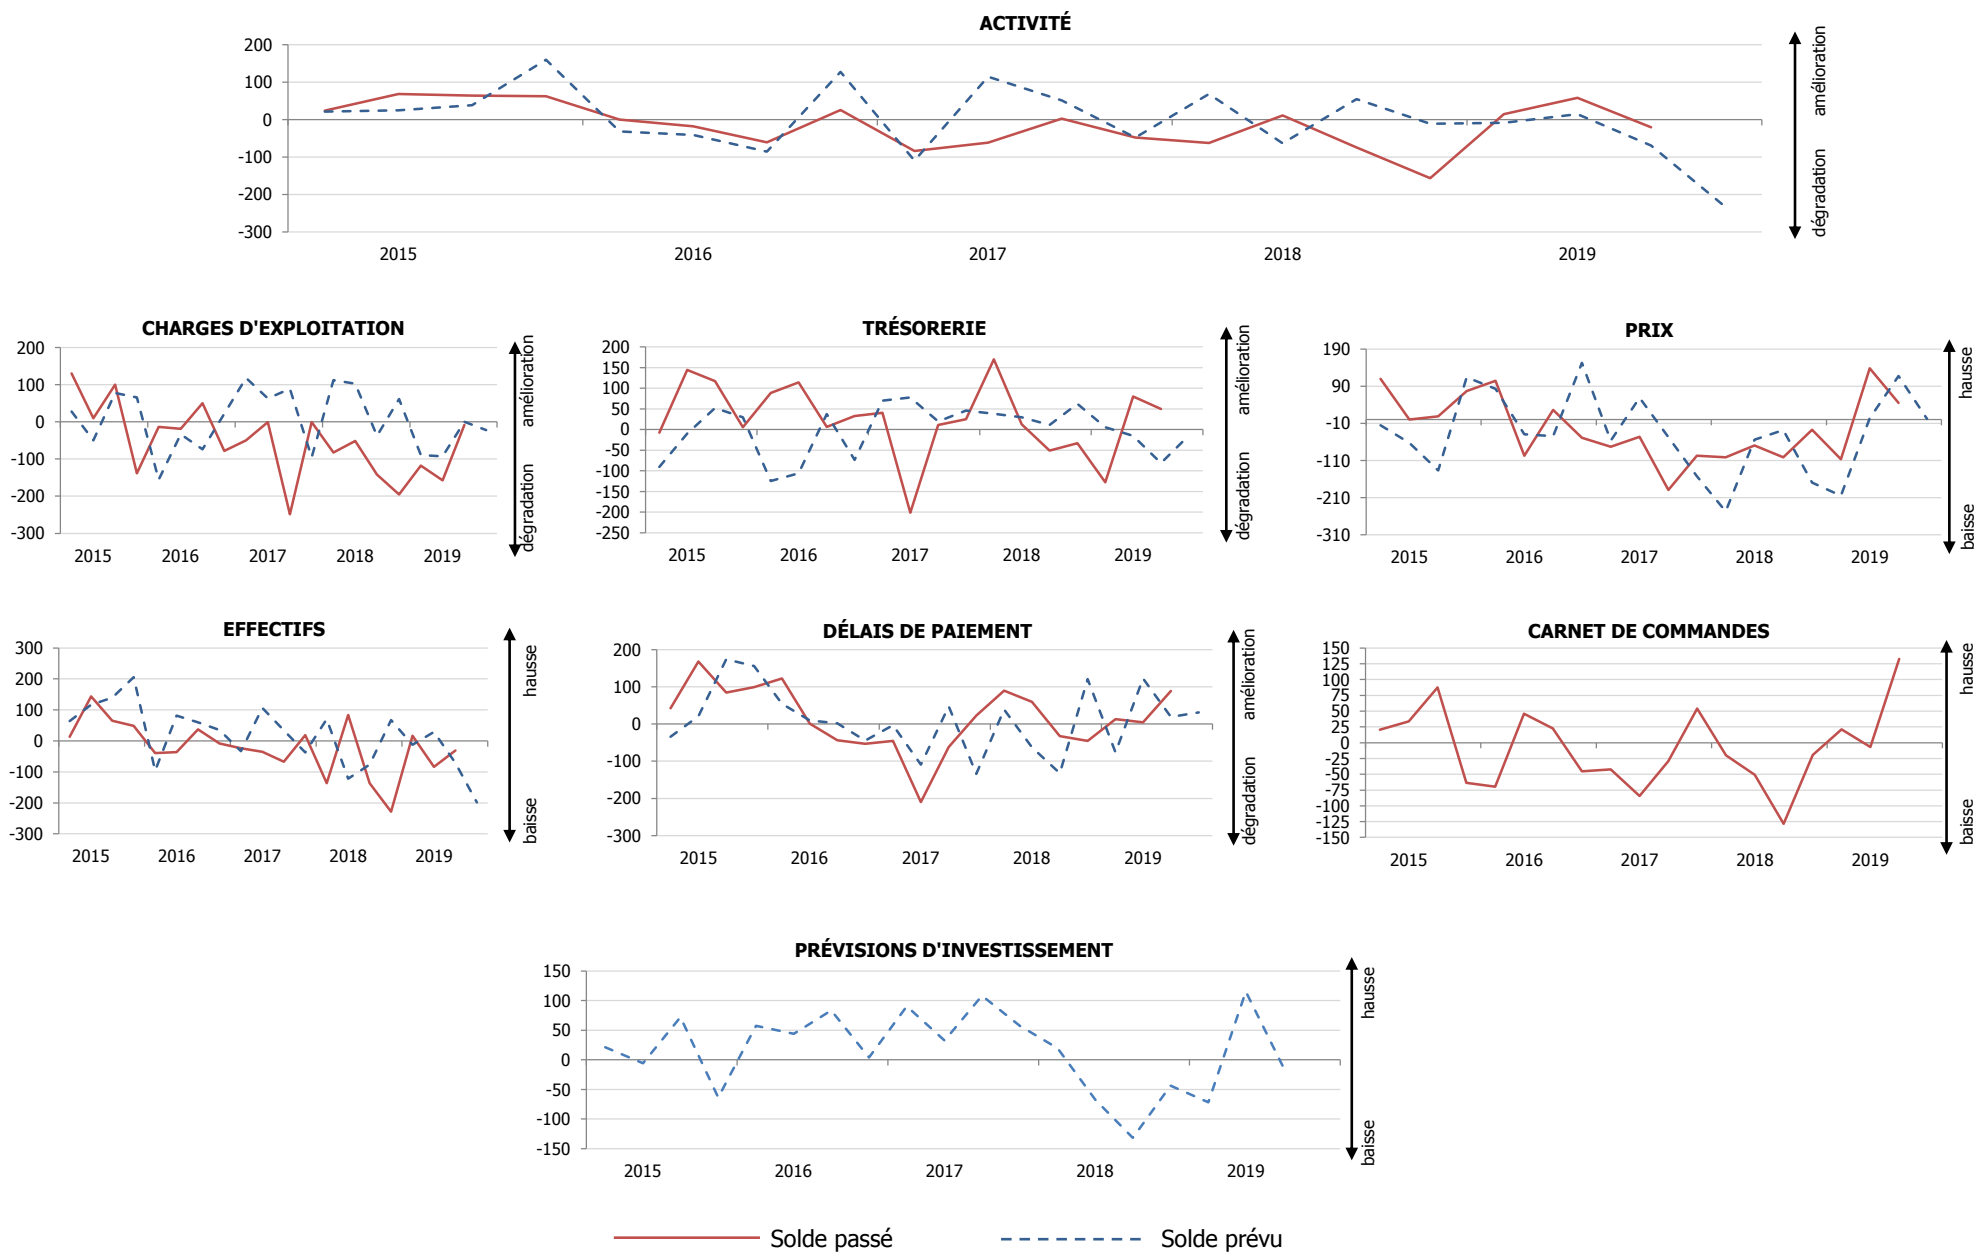 ACTIVITÉ
200
100
0
-100
-200
-300
2015 2016 2017 2018 2019
amélioration
dégradation
CHARGES D'EXPLOITATION
200
100
0
-100
-200
-300
2015 2016 2017 2018 2019
amélioration
dégradation
TRÉSORERIE
200
150
100
50
0
-50
-100
-150
-200
-250
2015 2016 2017 2018 2019
amélioration
dégradation
PRIX
190
90
-10
-110
-210
-310
2015 2016 2017 2018 2019
hausse
baisse
EFFECTIFS
300
200
100
0
-100
-200
-300
2015 2016 2017 2018 2019
hausse
baisse
DÉLAIS DE PAIEMENT
200
100
0
-100
-200
-300
2015 2016 2017 2018 2019
amélioration
dégradation
CARNET DE COMMANDES
150
125
100
75
50
25
0
-25
-50
-75
-100
-125
-150
2015 2016 2017 2018 2019
hausse
baisse
PRÉVISIONS D'INVESTISSEMENT
150
100
50
0
-50
-100
-150
2015 2016 2017 2018 2019
hausse
baisse
Solde passé Solde prévu